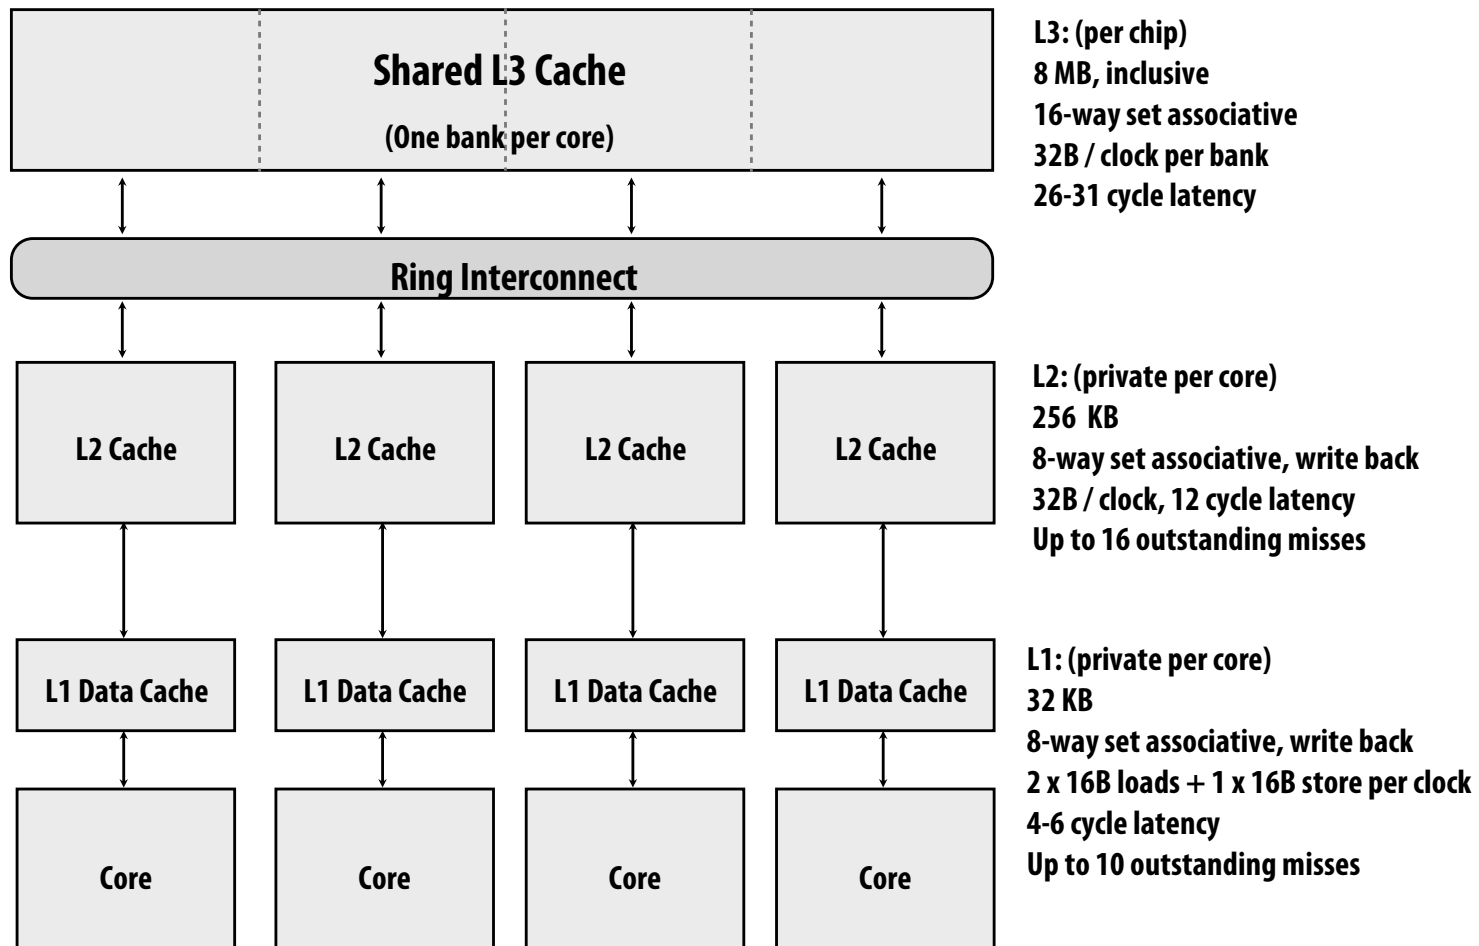 Shared L3 Cache
(One bank per core)
L3: (per chip)
8 MB, inclusive
16-way set associative
32B / clock per bank
26-31 cycle latency
Ring Interconnect
L2 Cache
L2 Cache
L2 Cache
L2 Cache
L2: (private per core)
256 KB
8-way set associative, write back
32B / clock, 12 cycle latency
Up to 16 outstanding misses
L1 Data Cache
L1 Data Cache
L1 Data Cache
L1 Data Cache
L1: (private per core)
32 KB
8-way set associative, write back
2 x 16B loads + 1 x 16B store per clock
4-6 cycle latency
Up to 10 outstanding misses
Core
Core
Core
Core